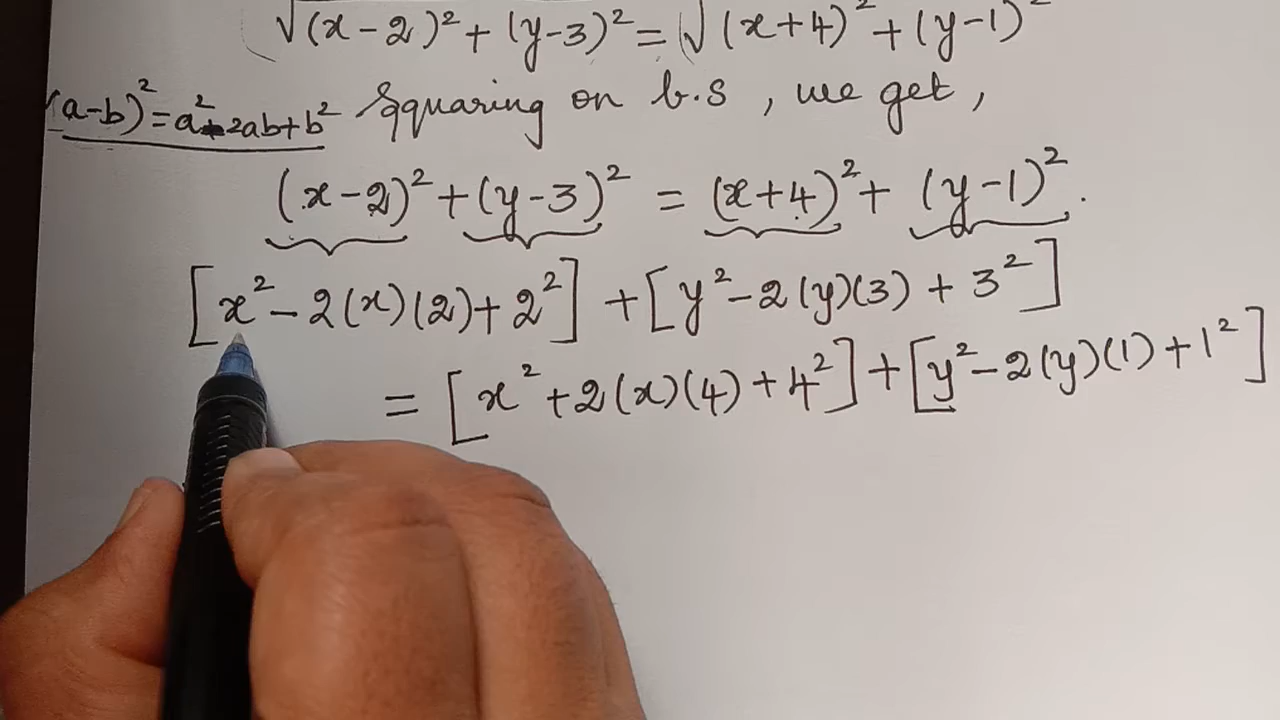 √(x-2)²+(y-3)² = √(x+4)²+(y-1)²
(a-b)²=a²-2ab+b² Squaring on b.s, we get,
(x-2)²+(y-3)² = (x+4)²+(y-1)².
[x²-2(x)(2)+2²]+[y²-2(y)(3)+3²]
=[x²+2(x)(4)+4²]+[y²-2(y)(1)+1²]